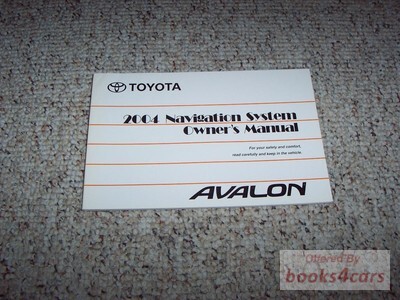 TOYOTA
2004 Navigation System
Owner's Manual
For your safety and comfort,
read carefully and keep in the vehicle.
AVALON
Offered By
books4cars